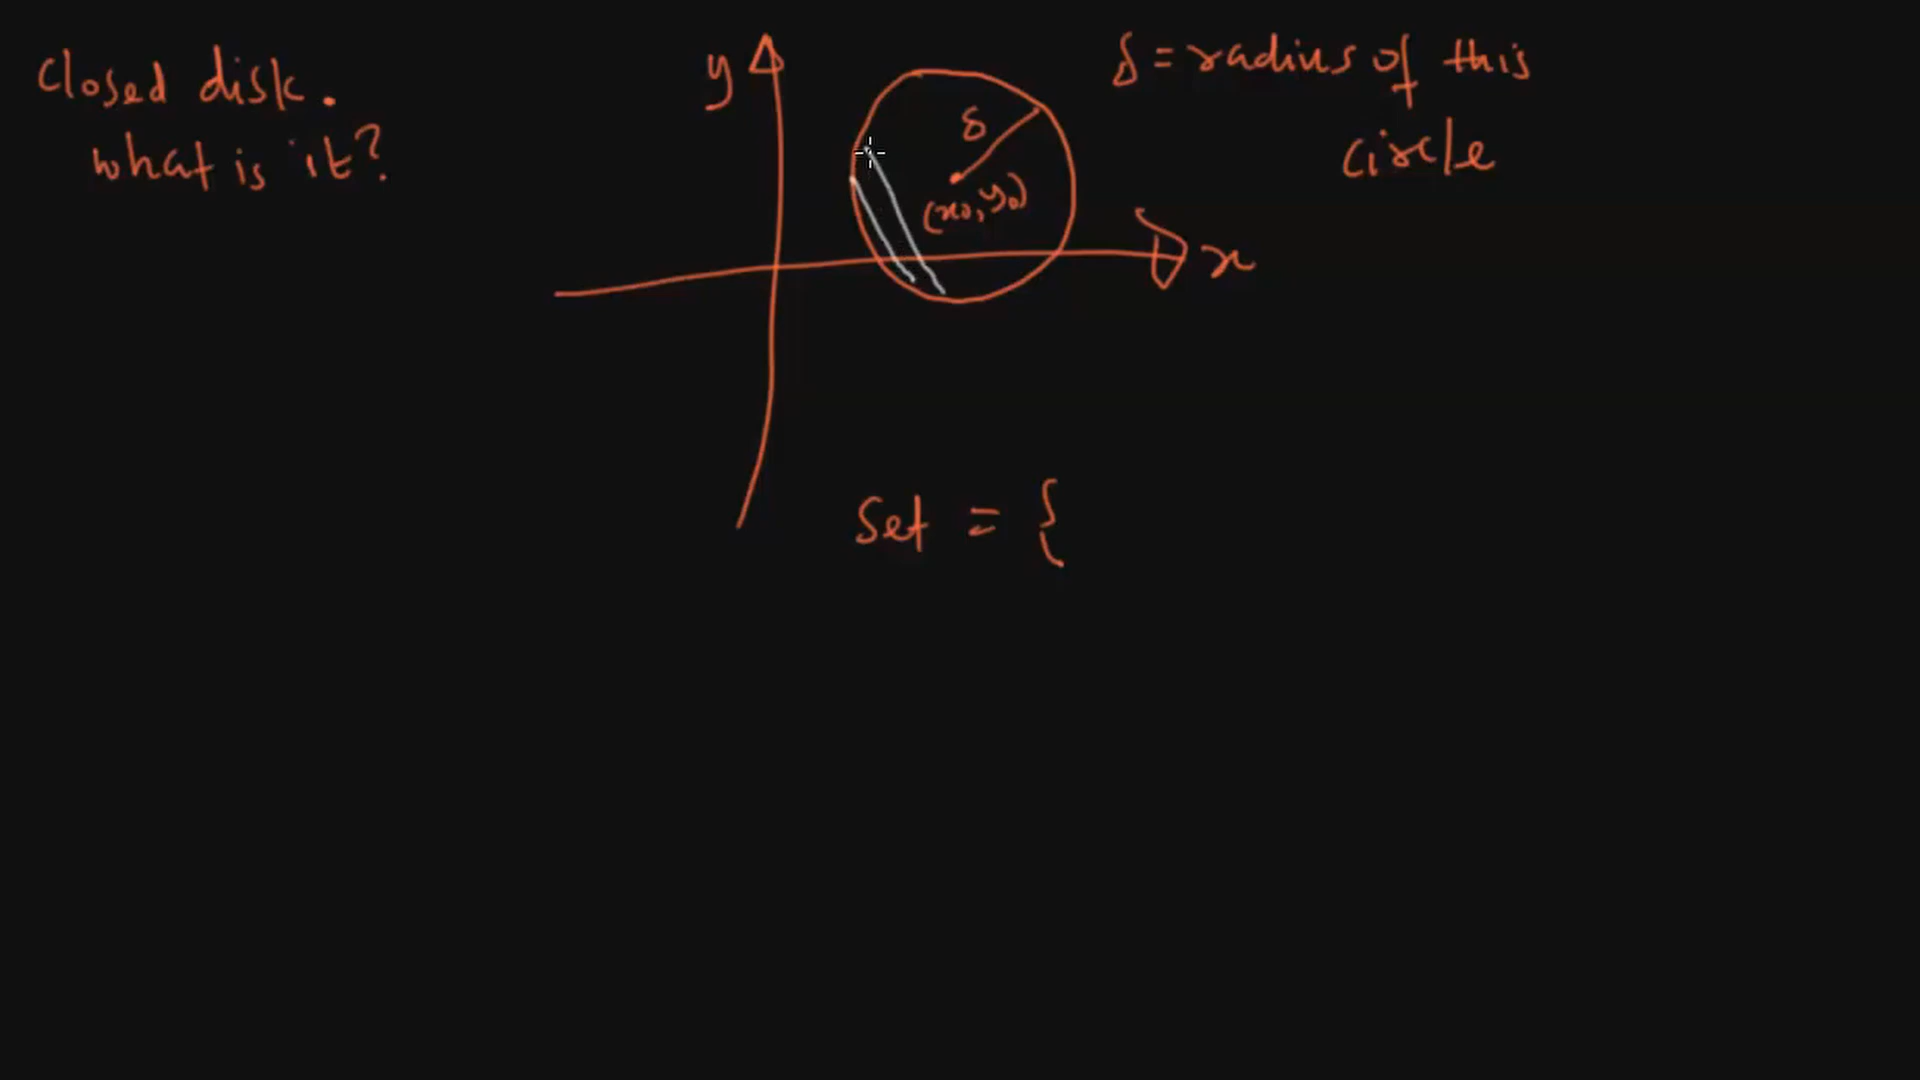 closed disk.
what is it?
y
δ
(x₀, y₀)
x
δ = radius of this
circle
Set = {